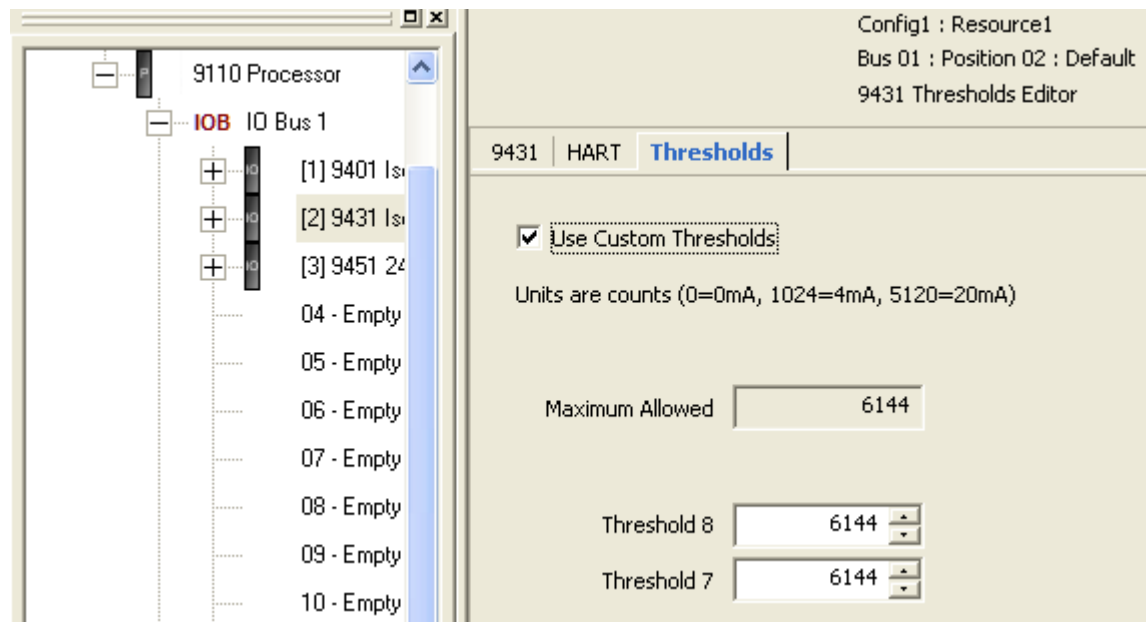 9110 Processor
IOB IO Bus 1
[1] 9401
[2] 9431
[3] 9451 24
04 - Empty
05 - Empty
06 - Empty
07 - Empty
08 - Empty
09 - Empty
10 - Empty
Config1 : Resource1
Bus 01 : Position 02 : Default
9431 Thresholds Editor
9431 HART Thresholds
Use Custom Thresholds
Units are counts (0=0mA, 1024=4mA, 5120=20mA)
Maximum Allowed 6144
Threshold 8 6144
Threshold 7 6144